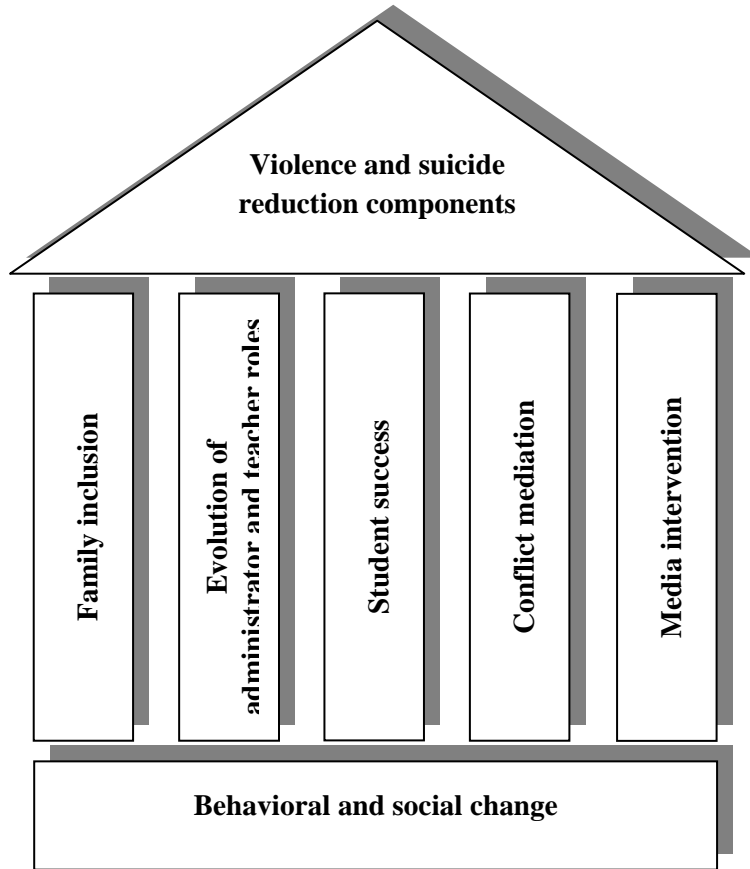 Violence and suicide
reduction components
Family inclusion
Evolution of
administrator and teacher roles
Student success
Conflict mediation
Media intervention
Behavioral and social change